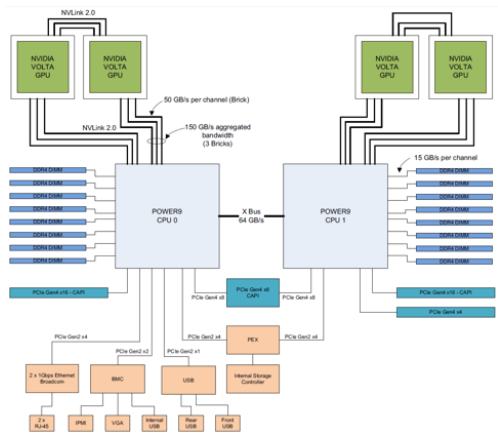 NVLink 2.0
NVIDIA
VOLTA
GPU
NVIDIA
VOLTA
GPU
NVIDIA
VOLTA
GPU
NVIDIA
VOLTA
GPU
50 GB/s per channel (Brick)
NVLink 2.0
150 GB/s aggregated
bandwidth
(3 Bricks)
15 GB/s per channel
DDR4 DIMM
DDR4 DIMM
DDR4 DIMM
DDR4 DIMM
DDR4 DIMM
DDR4 DIMM
DDR4 DIMM
DDR4 DIMM
POWER9
CPU 0
X Bus
64 GB/s
POWER9
CPU 1
DDR4 DIMM
DDR4 DIMM
DDR4 DIMM
DDR4 DIMM
DDR4 DIMM
DDR4 DIMM
DDR4 DIMM
DDR4 DIMM
PCIe Gen4 x16 - CAPI
PCIe Gen4 x8
PCIe Gen4 x8
CAPI
PCIe Gen4 x8
PCIe Gen4 x16 - CAPI
PCIe Gen4 x4
PCIe Gen2 x4
PCIe Gen2 x2
PCIe Gen2 x1
PCIe Gen2 x4
PEX
PCIe Gen2 x4
2 x 1Gbps Ethernet
Broadcom
BMC
USB
Internal Storage
Controller
2 x
RJ-45
IPMI
VGA
Internal
USB
Rear
USB
Front
USB